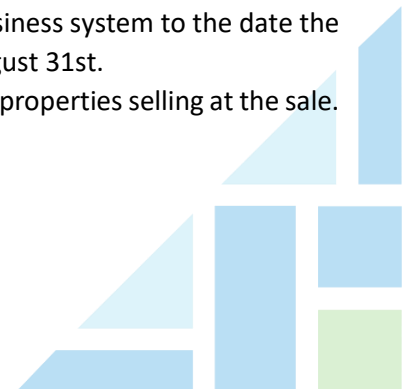 siness system to the date the
gust 31st.
properties selling at the sale.